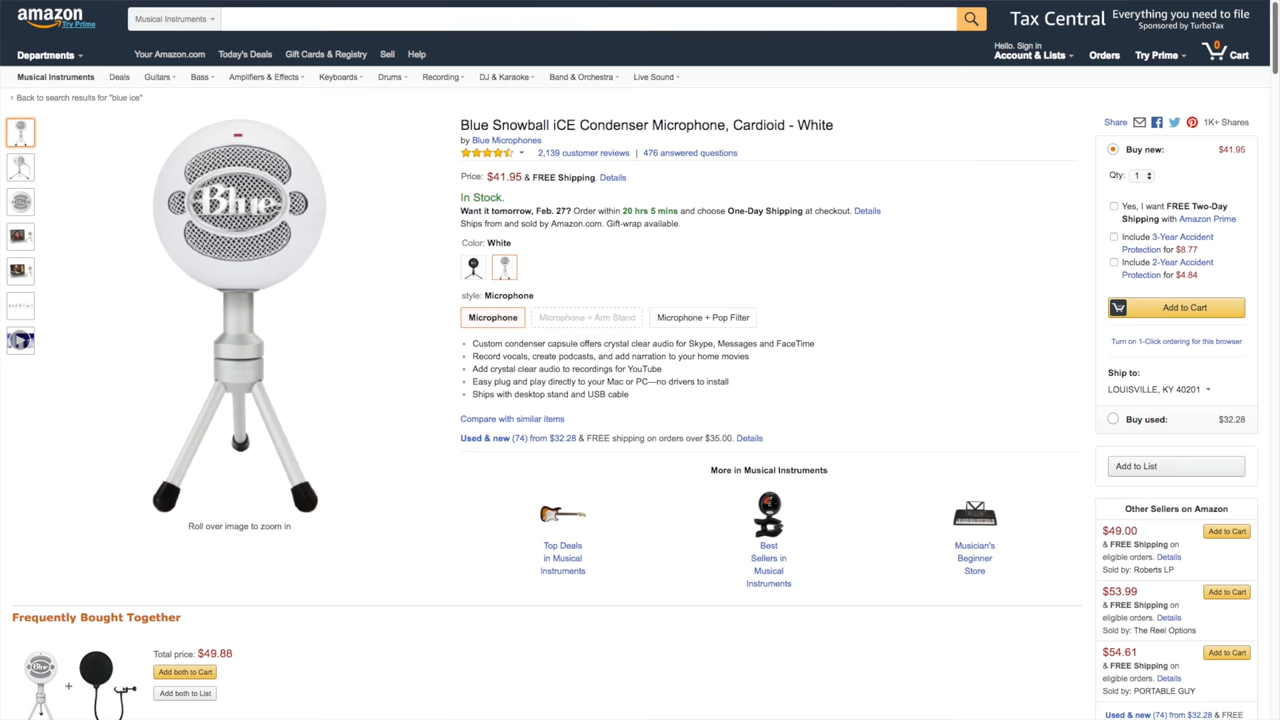 amazon
Try Prime
Musical Instruments
Tax Central
Everything you need to file
Sponsored by TurboTax
Departments
Your Amazon.com
Today's Deals
Gift Cards & Registry
Sell
Help
Hello. Sign in
Account & Lists
Orders
Try Prime
0
Cart
Musical Instruments
Deals
Guitars
Bass
Amplifiers & Effects
Keyboards
Drums
Recording
DJ & Karaoke
Band & Orchestra
Live Sound
‹ Back to search results for "blue ice"
Blue
Roll over image to zoom in
Blue Snowball iCE Condenser Microphone, Cardioid - White
by Blue Microphones
2,139 customer reviews | 476 answered questions
Price: $41.95 & FREE Shipping. Details
In Stock.
Want it tomorrow, Feb. 27? Order within 20 hrs 5 mins and choose One-Day Shipping at checkout. Details
Ships from and sold by Amazon.com. Gift-wrap available.
Color: White
style: Microphone
Microphone
Microphone + Arm Stand
Microphone + Pop Filter
• Custom condenser capsule offers crystal clear audio for Skype, Messages and FaceTime
• Record vocals, create podcasts, and add narration to your home movies
• Add crystal clear audio to recordings for YouTube
• Easy plug and play directly to your Mac or PC—no drivers to install
• Ships with desktop stand and USB cable
Compare with similar items
Used & new (74) from $32.28 & FREE shipping on orders over $35.00. Details
More in Musical Instruments
Top Deals
in Musical
Instruments
Best
Sellers in
Musical
Instruments
Musician's
Beginner
Store
Share
1K+ Shares
Buy new:
$41.95
Qty: 1
Yes, I want FREE Two-Day
Shipping with Amazon Prime
Include 3-Year Accident
Protection for $8.77
Include 2-Year Accident
Protection for $4.84
Add to Cart
Turn on 1-Click ordering for this browser
Ship to:
LOUISVILLE, KY 40201
Buy used:
$32.28
Add to List
Other Sellers on Amazon
$49.00
Add to Cart
& FREE Shipping on
eligible orders. Details
Sold by: Roberts LP
$53.99
Add to Cart
& FREE Shipping on
eligible orders. Details
Sold by: The Reel Options
$54.61
Add to Cart
& FREE Shipping on
eligible orders. Details
Sold by: PORTABLE GUY
Used & new (74) from $32.28 & FREE
Frequently Bought Together
Blue
+
Total price: $49.88
Add both to Cart
Add both to List